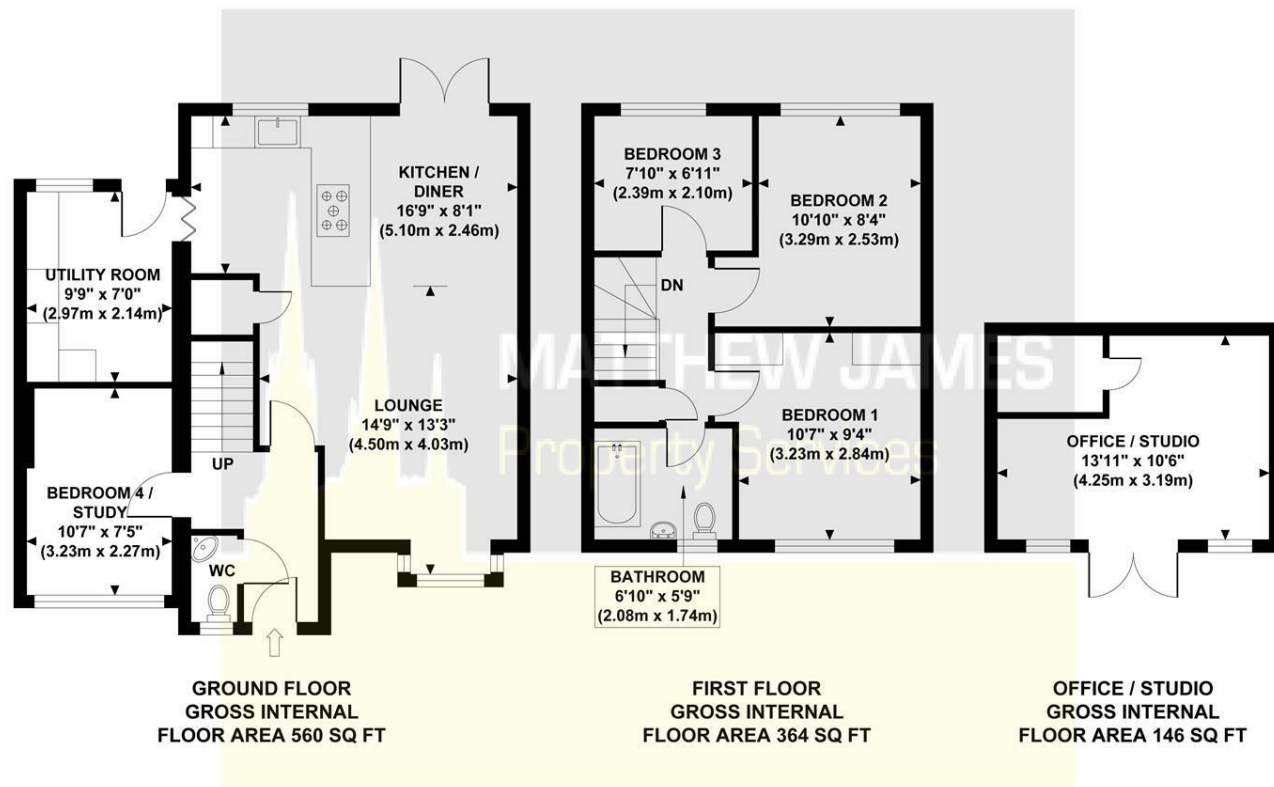 KITCHEN /
DINER
16'9" x 8'1"
(5.10m x 2.46m)
UTILITY ROOM
9'9" x 7'0"
(2.97m x 2.14m)
LOUNGE
14'9" x 13'3"
(4.50m x 4.03m)
UP
BEDROOM 4 /
STUDY
10'7" x 7'5"
(3.23m x 2.27m)
WC
BEDROOM 3
7'10" x 6'11"
(2.39m x 2.10m)
BEDROOM 2
10'10" x 8'4"
(3.29m x 2.53m)
DN
MATTHEW JAMES
Property Services
BEDROOM 1
10'7" x 9'4"
(3.23m x 2.84m)
BATHROOM
6'10" x 5'9"
(2.08m x 1.74m)
OFFICE / STUDIO
13'11" x 10'6"
(4.25m x 3.19m)
GROUND FLOOR
GROSS INTERNAL
FLOOR AREA 560 SQ FT
FIRST FLOOR
GROSS INTERNAL
FLOOR AREA 364 SQ FT
OFFICE / STUDIO
GROSS INTERNAL
FLOOR AREA 146 SQ FT